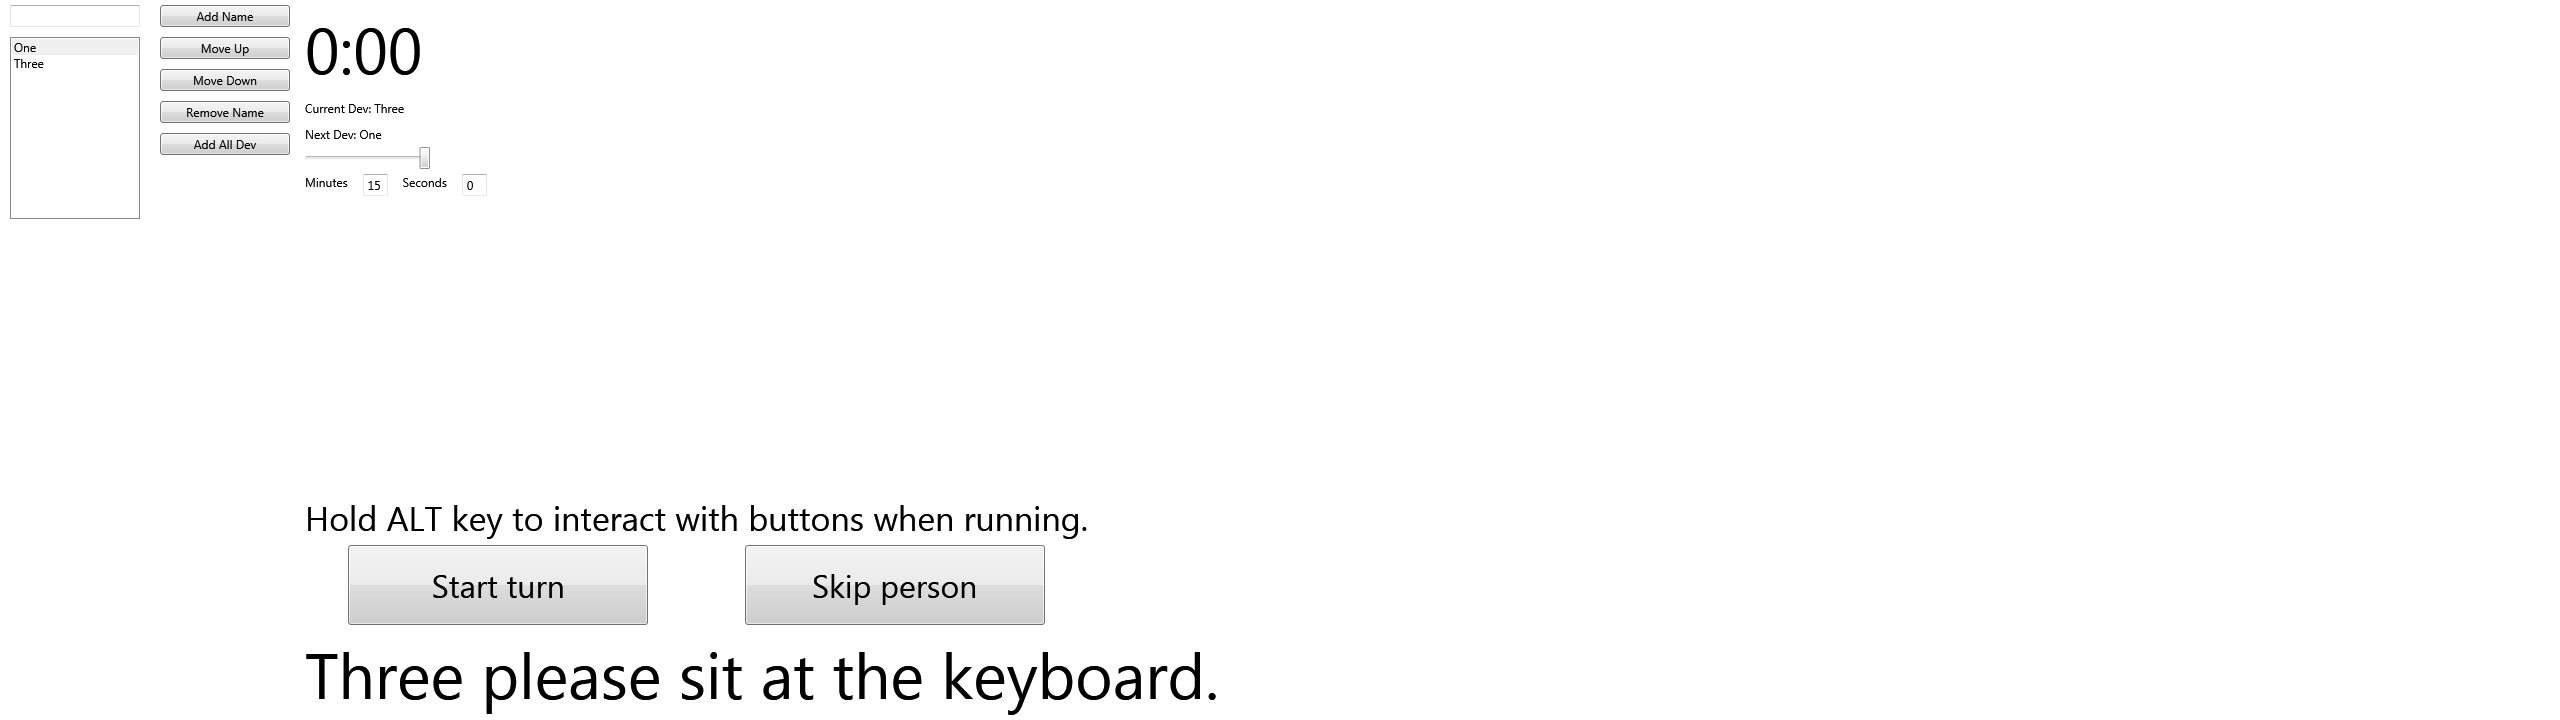 Add Name
One
Three
Move Up
Move Down
Remove Name
Add All Dev
0:00
Current Dev: Three
Next Dev: One
Minutes 15 Seconds 0
Hold ALT key to interact with buttons when running.
Start turn Skip person
Three please sit at the keyboard.